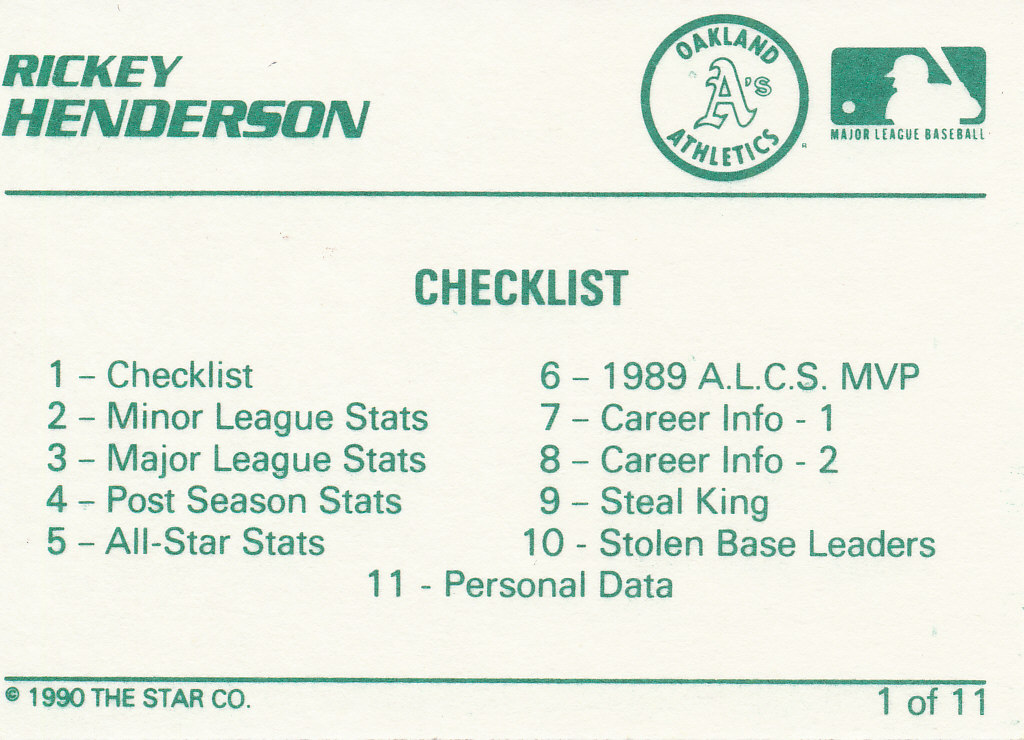 RICKEY
HENDERSON
OAKLAND
A's
ATHLETICS
MAJOR LEAGUE BASEBALL
CHECKLIST
1 – Checklist
2 – Minor League Stats
3 – Major League Stats
4 – Post Season Stats
5 – All-Star Stats
6 – 1989 A.L.C.S. MVP
7 – Career Info - 1
8 – Career Info - 2
9 – Steal King
10 - Stolen Base Leaders
11 - Personal Data
© 1990 THE STAR CO.
1 of 11